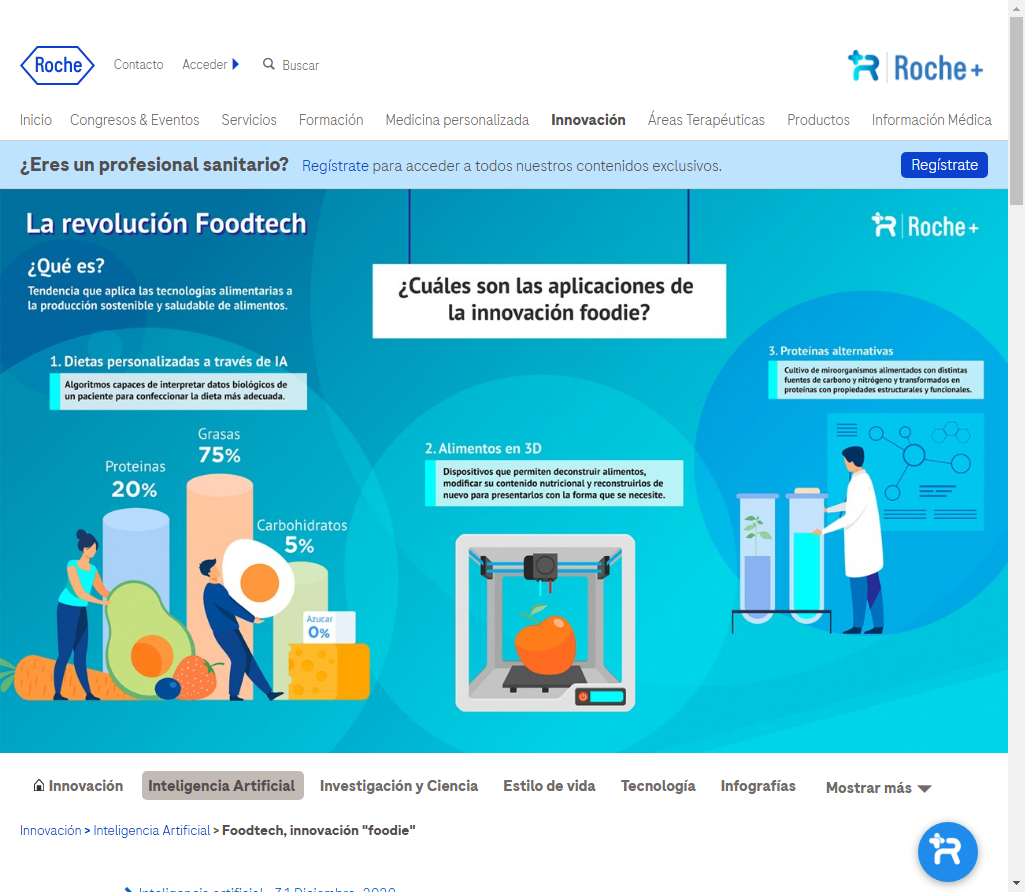 Roche
Contacto
Acceder
Buscar
Roche+
Inicio
Congresos & Eventos
Servicios
Formación
Medicina personalizada
Innovación
Áreas Terapéuticas
Productos
Información Médica
¿Eres un profesional sanitario?
Regístrate para acceder a todos nuestros contenidos exclusivos.
Regístrate
La revolución Foodtech
Roche+
¿Qué es?
Tendencia que aplica las tecnologías alimentarias a
la producción sostenible y saludable de alimentos.
¿Cuáles son las aplicaciones de
la innovación foodie?
1. Dietas personalizadas a través de IA
Algoritmos capaces de interpretar datos biológicos de
un paciente para confeccionar la dieta más adecuada.
Grasas
75%
Proteinas
20%
Carbohidratos
5%
Azucar
0%
2. Alimentos en 3D
Dispositivos que permiten deconstruir alimentos,
modificar su contenido nutricional y reconstruirlos de
nuevo para presentarlos con la forma que se necesite.
3. Proteínas alternativas
Cultivo de miroorganismos alimentados con distintas
fuentes de carbono y nitrógeno y transformados en
proteínas con propiedades estructurales y funcionales.
Innovación
Inteligencia Artificial
Investigación y Ciencia
Estilo de vida
Tecnología
Infografías
Mostrar más
Innovación > Inteligencia Artificial > Foodtech, innovación "foodie"
Inteligencia artificial - 31 Diciembre, 2020